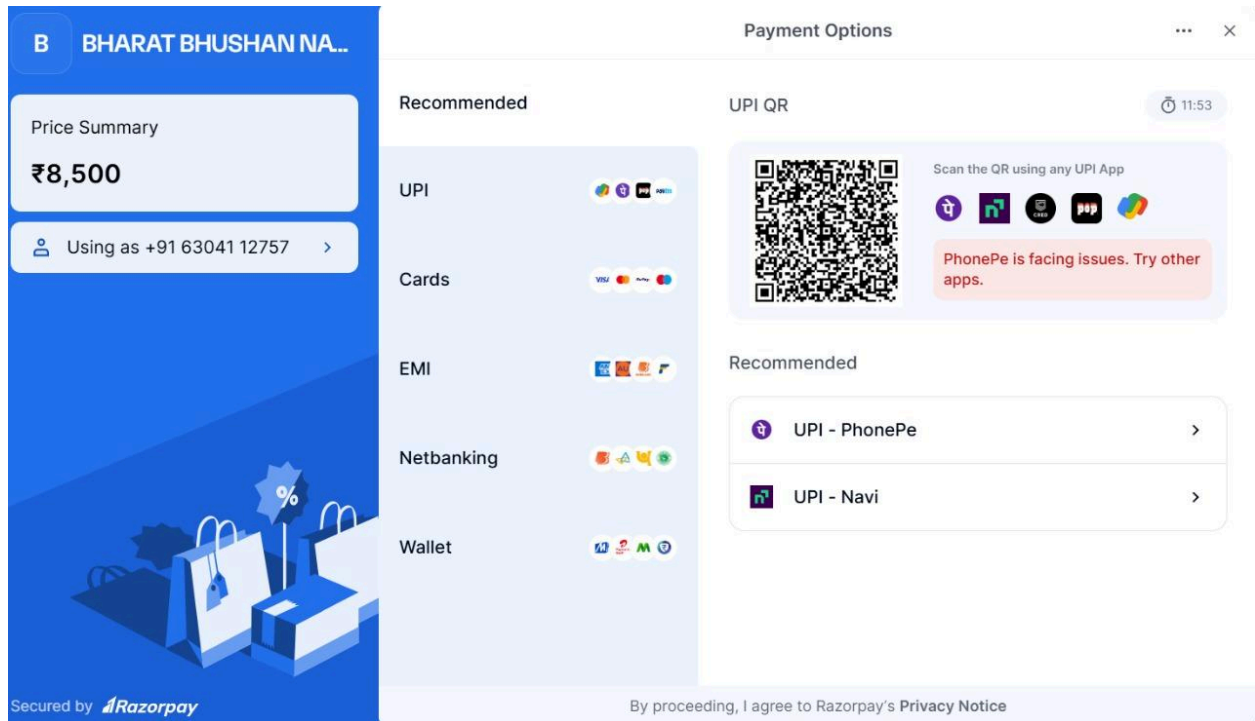 B
BHARAT BHUSHAN NA...
Price Summary
₹8,500
Using as +91 63041 12757
Secured by Razorpay
Payment Options
Recommended
UPI
Cards
EMI
Netbanking
Wallet
UPI QR
11:53
Scan the QR using any UPI App
पे
CRED
POP
PhonePe is facing issues. Try other
apps.
Recommended
पे UPI - PhonePe
UPI - Navi
%
By proceeding, I agree to Razorpay's Privacy Notice